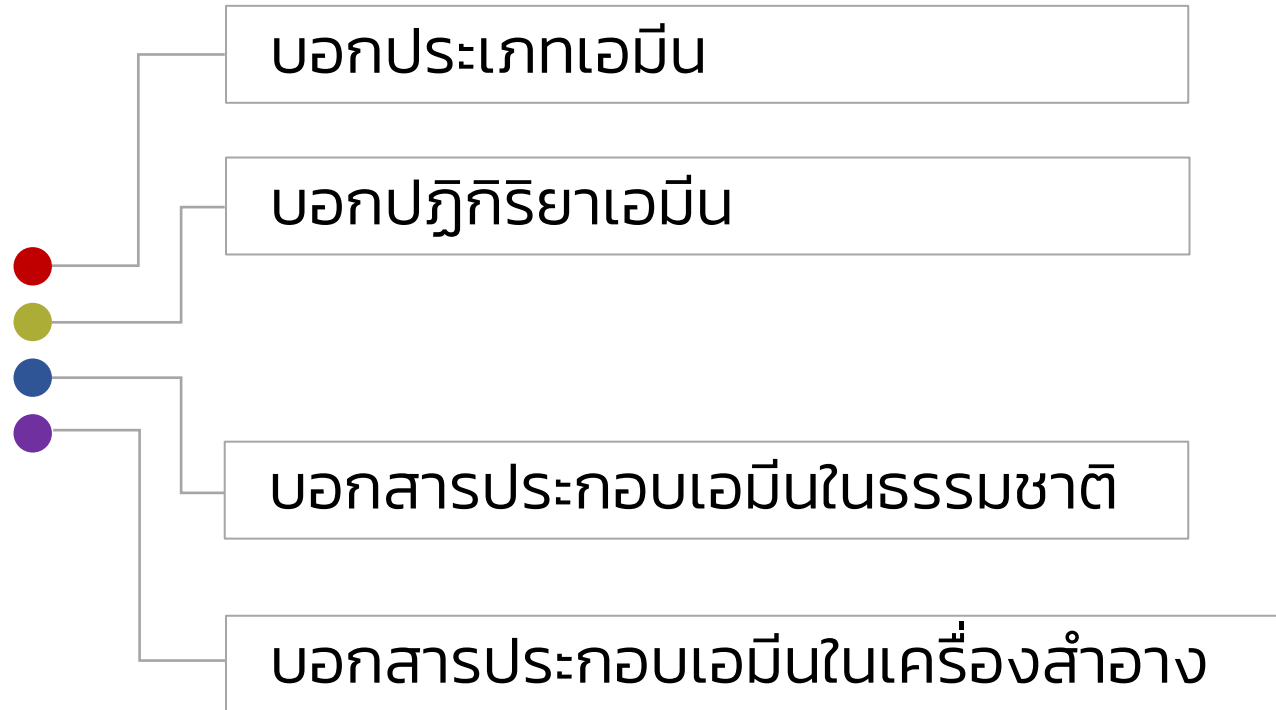 บอกประเภทเอมีน
บอกปฏิกิริยาเอมีน
บอกสารประกอบเอมีนในธรรมชาติ
บอกสารประกอบเอมีนในเครื่องสำอาง